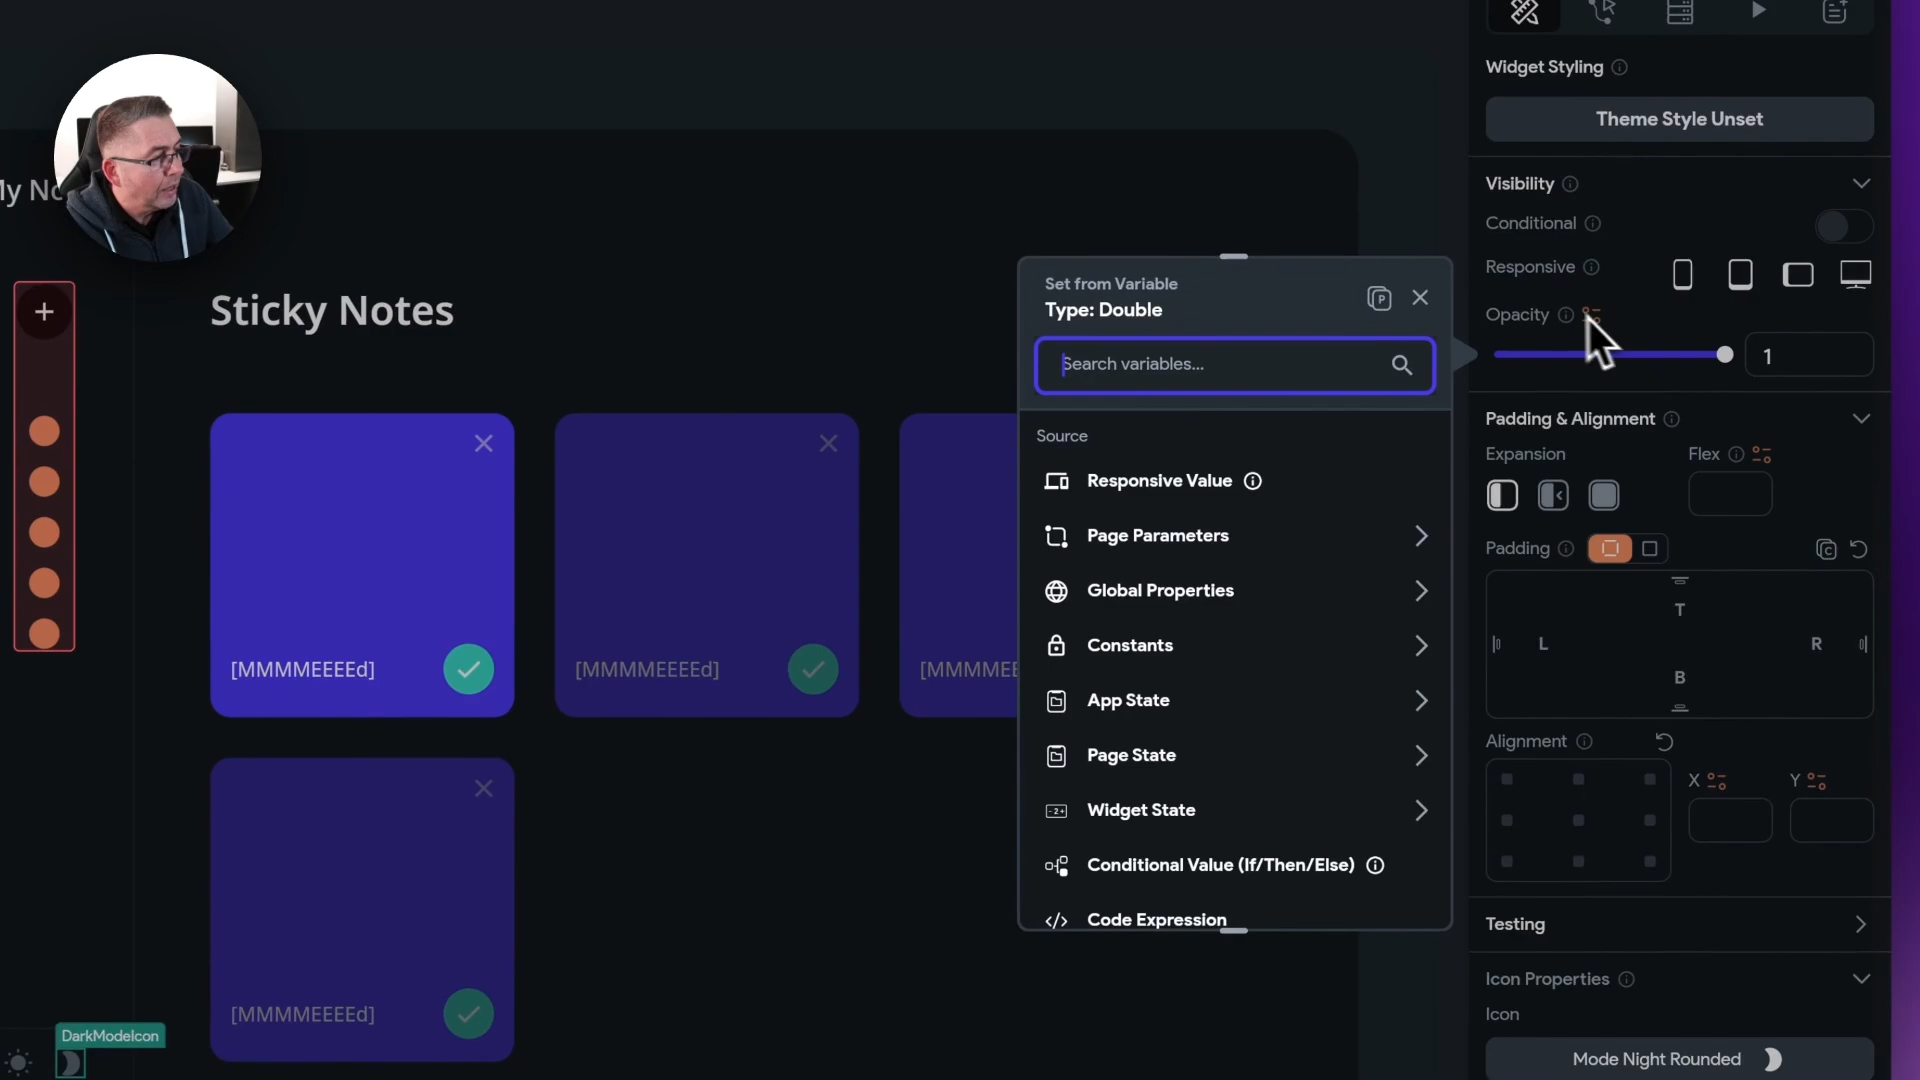 Widget Styling
Theme Style Unset
Visibility
Conditional
Responsive
Opacity
1
My No
Sticky Notes
+
[MMMMEEEEd]
[MMMMEEEEd]
[MMMMEE
[MMMMEEEEd]
DarkModeIcon
Set from Variable
Type: Double
P
Search variables...
Source
Responsive Value
Page Parameters
Global Properties
Constants
App State
Page State
Widget State
Conditional Value (If/Then/Else)
Code Expression
Padding & Alignment
Expansion
Flex
Padding
C
T
L
R
B
Alignment
X
Y
Testing
Icon Properties
Icon
Mode Night Rounded